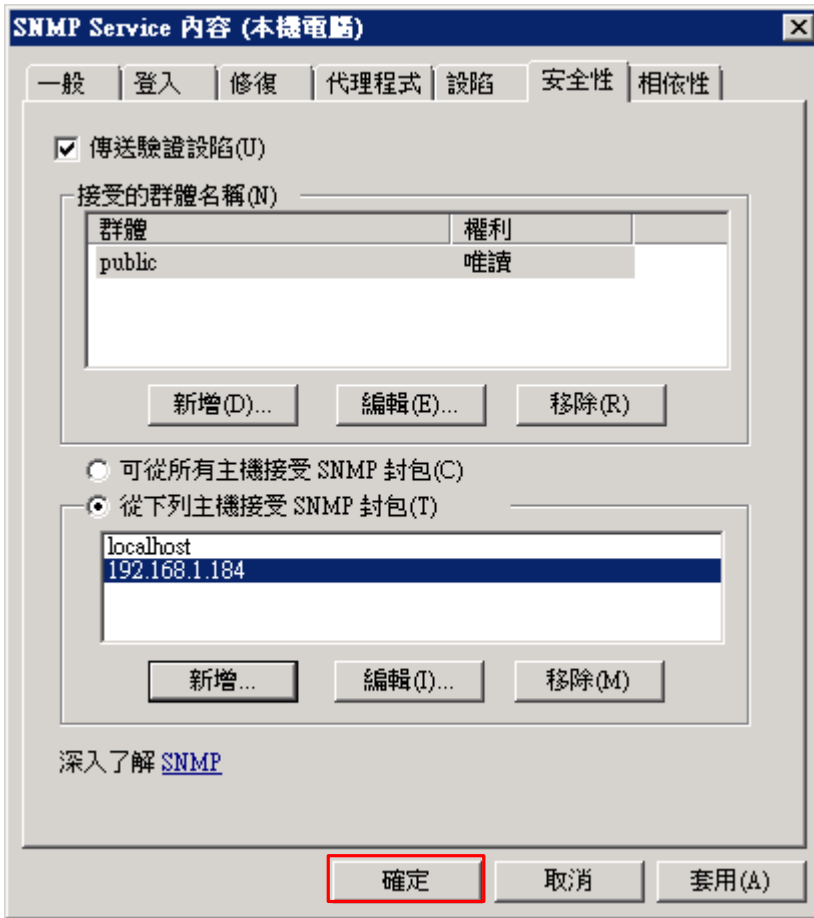 SNMP Service 內容 (本機電腦)
一般 登入 修復 代理程式 設陷 安全性 相依性
傳送驗證設陷(U)
接受的群體名稱(N)
群體 權利
public 唯讀
新增(D)... 編輯(E)... 移除(R)
可從所有主機接受 SNMP 封包(C)
從下列主機接受 SNMP 封包(T)
localhost
192.168.1.184
新增... 編輯(I)... 移除(M)
深入了解 SNMP
確定 取消 套用(A)